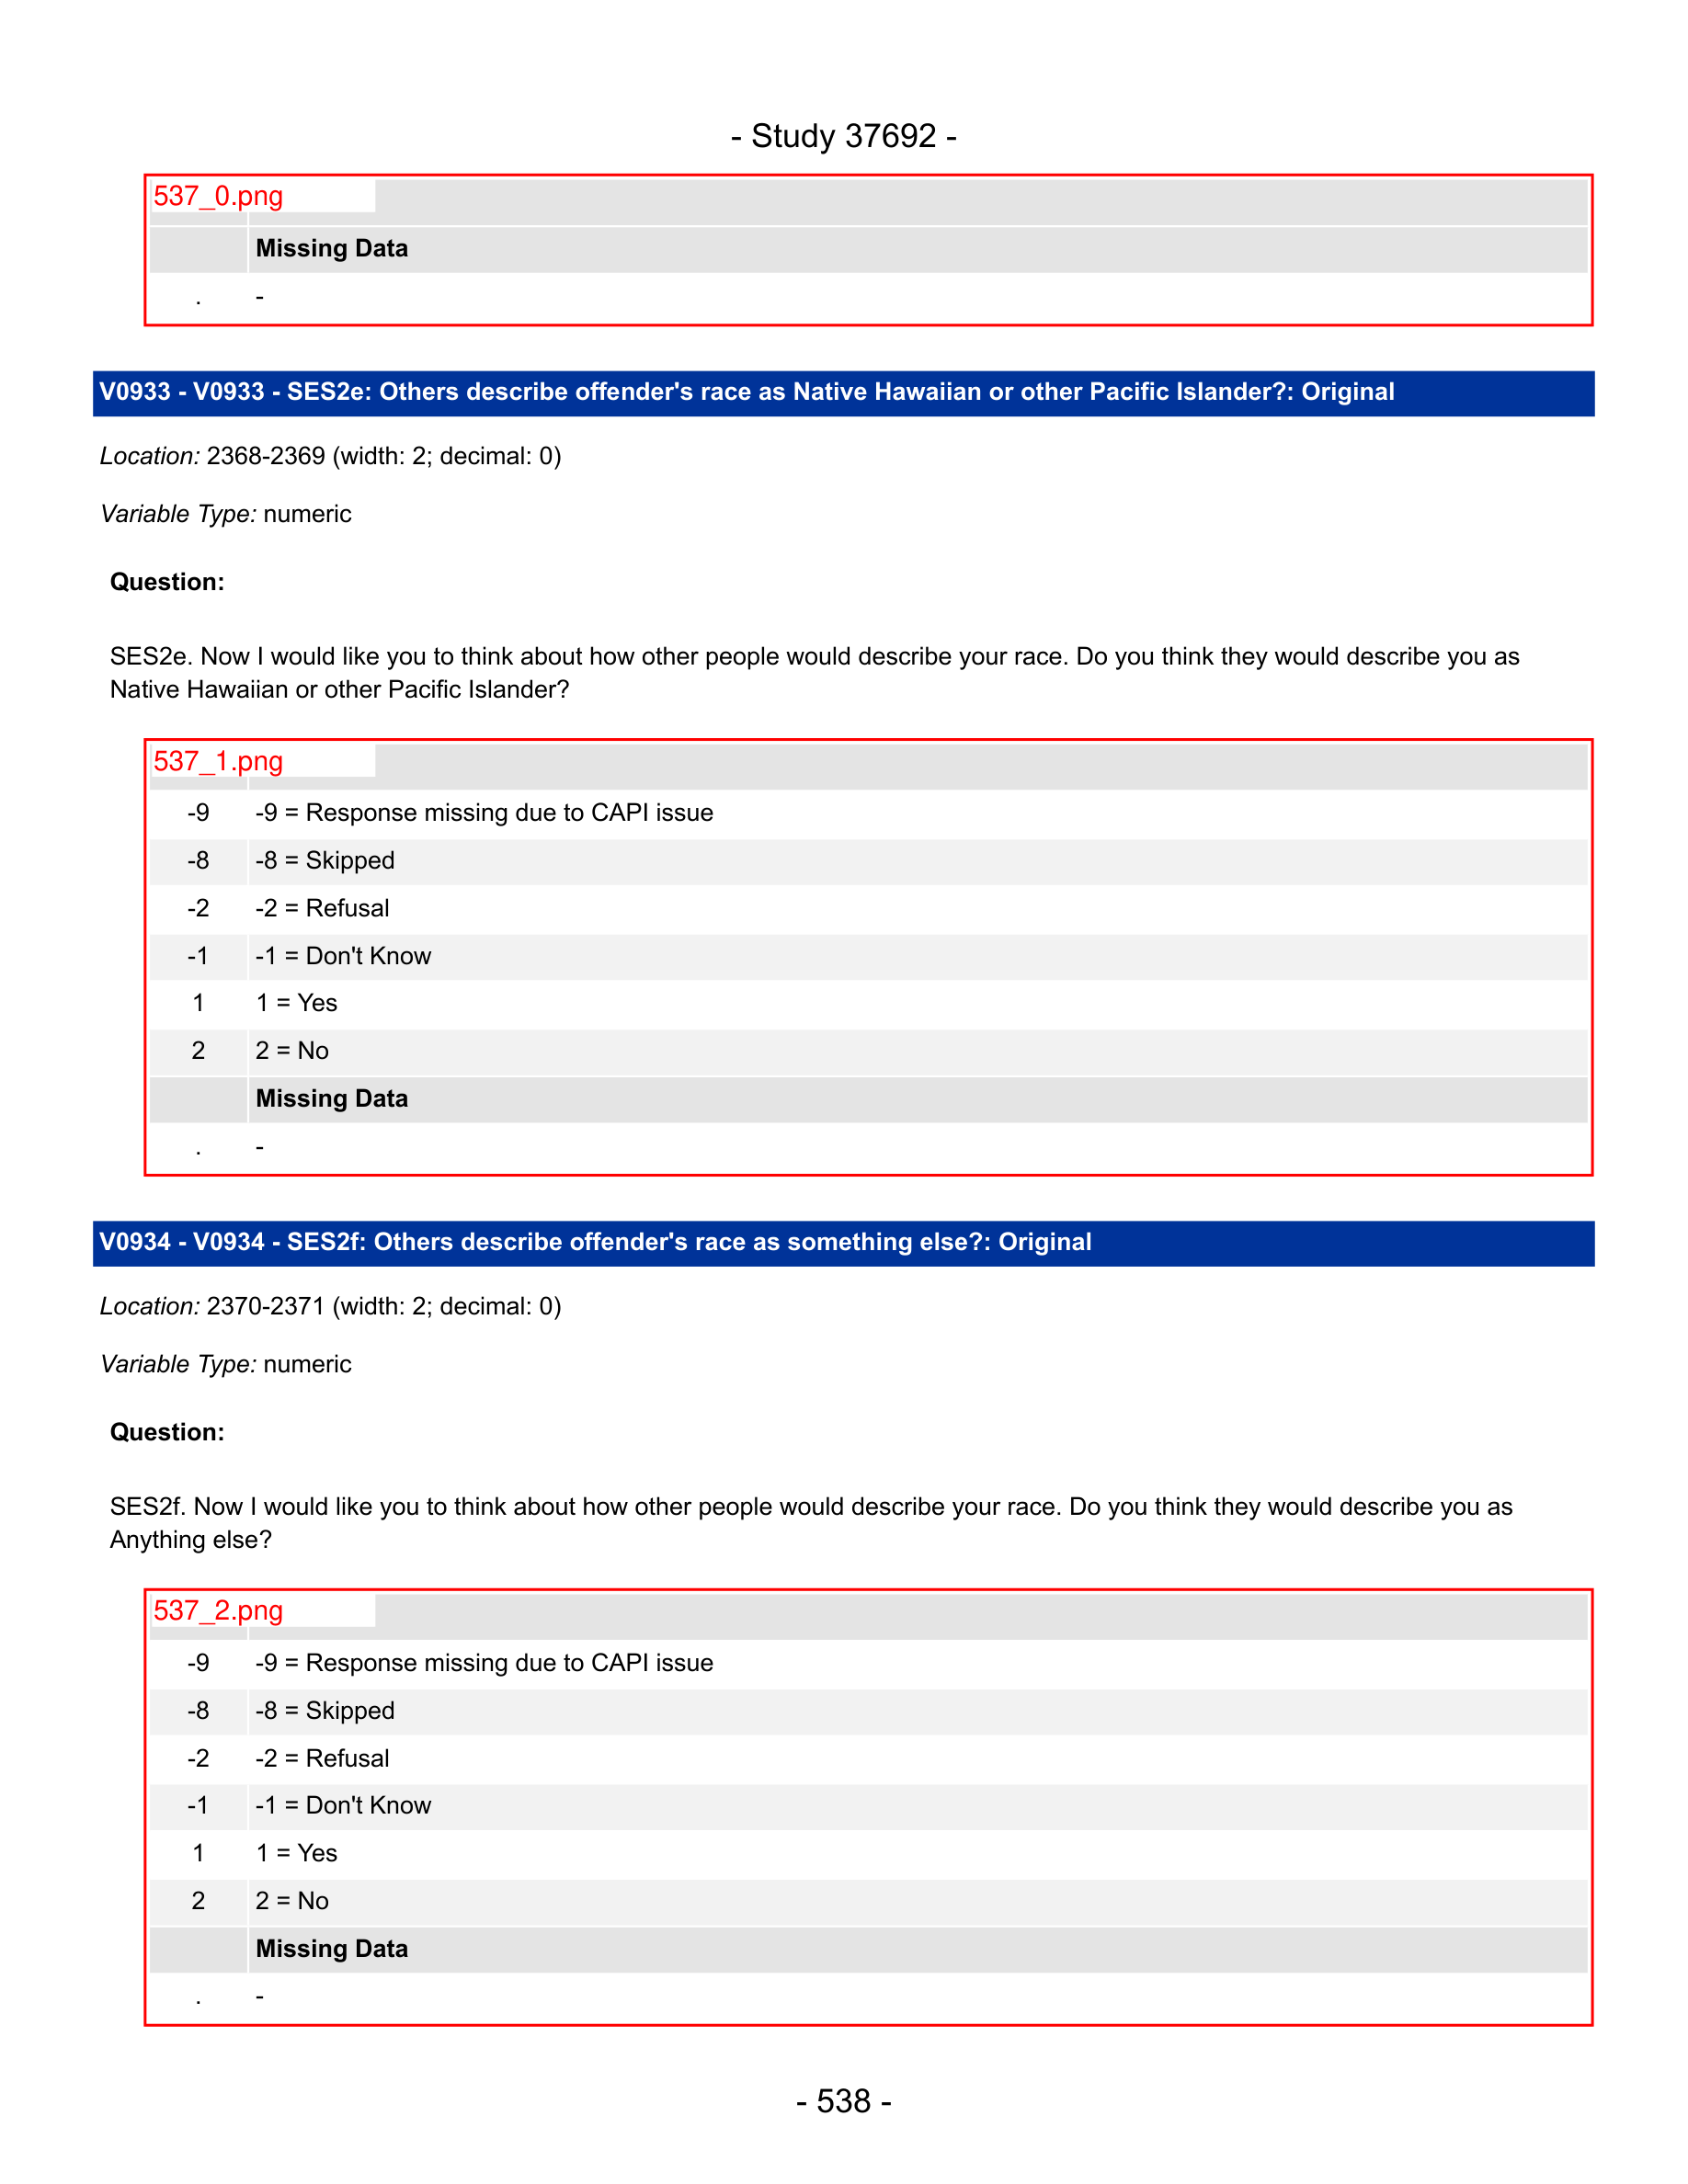 - Study 37692 -
537_0.png
Missing Data
. -
V0933 - V0933 - SES2e: Others describe offender's race as Native Hawaiian or other Pacific Islander?: Original
Location: 2368-2369 (width: 2; decimal: 0)
Variable Type: numeric
Question:
SES2e. Now I would like you to think about how other people would describe your race. Do you think they would describe you as
Native Hawaiian or other Pacific Islander?
537_1.png
-9 -9 = Response missing due to CAPI issue
-8 -8 = Skipped
-2 -2 = Refusal
-1 -1 = Don't Know
1 1 = Yes
2 2 = No
Missing Data
. -
V0934 - V0934 - SES2f: Others describe offender's race as something else?: Original
Location: 2370-2371 (width: 2; decimal: 0)
Variable Type: numeric
Question:
SES2f. Now I would like you to think about how other people would describe your race. Do you think they would describe you as
Anything else?
537_2.png
-9 -9 = Response missing due to CAPI issue
-8 -8 = Skipped
-2 -2 = Refusal
-1 -1 = Don't Know
1 1 = Yes
2 2 = No
Missing Data
. -
- 538 -